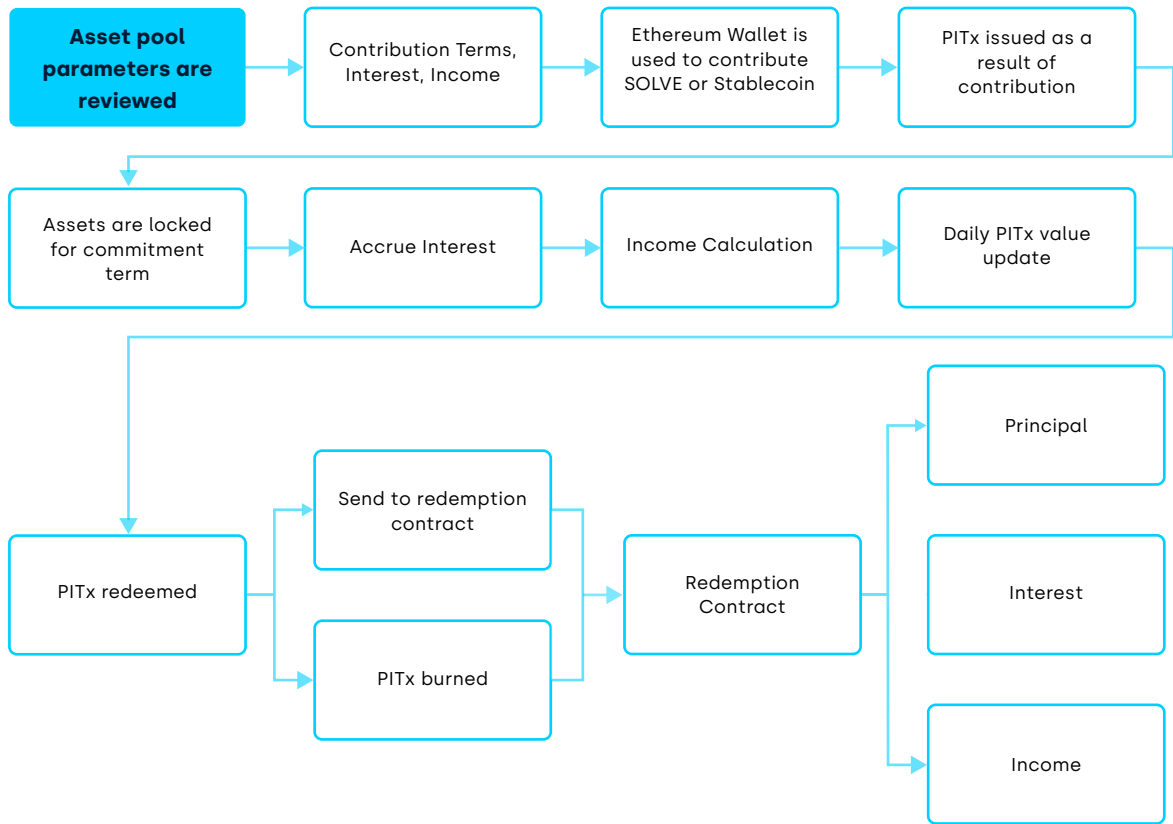 Asset pool
parameters are
reviewed
Contribution Terms,
Interest, Income
Ethereum Wallet is
used to contribute
SOLVE or Stablecoin
PITx issued as a
result of
contribution
Assets are locked
for commitment
term
Accrue Interest
Income Calculation
Daily PITx value
update
PITx redeemed
Send to redemption
contract
PITx burned
Redemption
Contract
Principal
Interest
Income